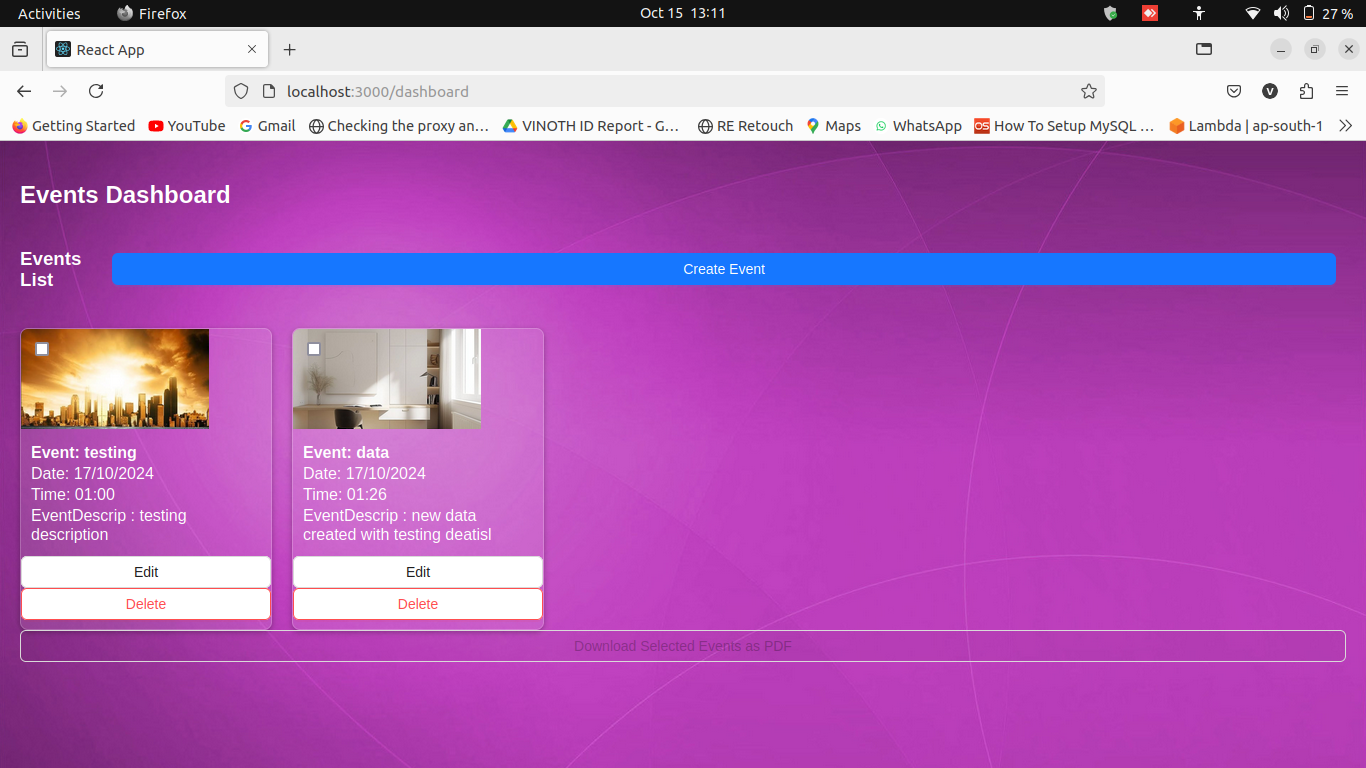 Activities Firefox Oct 15 13:11 27 %
React App
localhost:3000/dashboard
Getting Started YouTube Gmail Checking the proxy an… VINOTH ID Report - G… RE Retouch Maps WhatsApp How To Setup MySQL … Lambda | ap-south-1
Events Dashboard
Events
List
Create Event
Event: testing
Date: 17/10/2024
Time: 01:00
EventDescrip : testing
description
Edit
Delete
Event: data
Date: 17/10/2024
Time: 01:26
EventDescrip : new data
created with testing deatisl
Edit
Delete
Download Selected Events as PDF